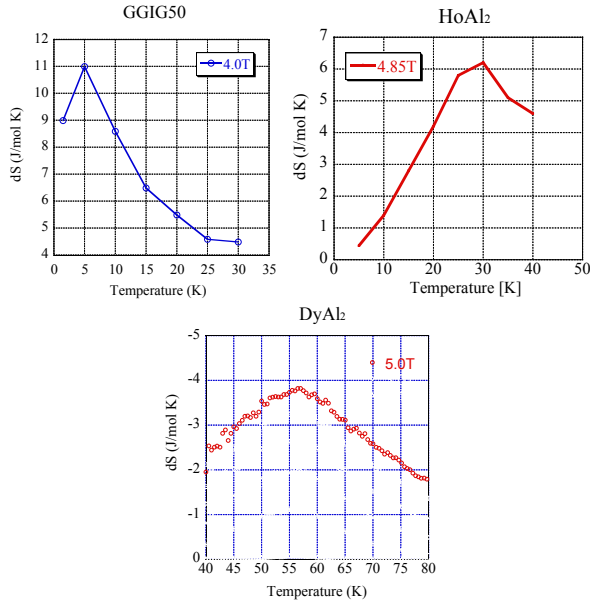 GGIG50
12
11
10
9
8
7
6
5
4
4.0T
dS (J/mol K)
0 5 10 15 20 25 30 35
Temperature (K)
HoAl2
7
6
5
4
3
2
1
0
4.85T
dS (J/mol K)
0 10 20 30 40 50
Temperature [K]
DyAl2
-5
-4
-3
-2
-1
0
5.0T
dS (J/mol K)
40 45 50 55 60 65 70 75 80
Temperature (K)